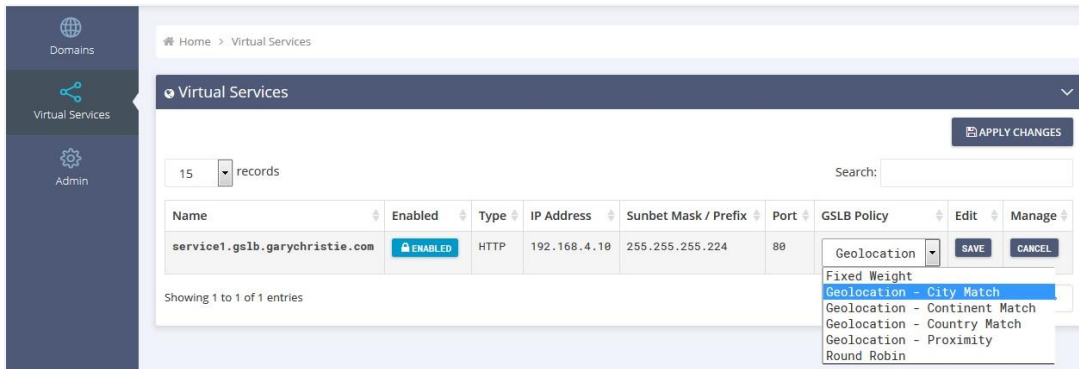 Domains
Virtual Services
Admin
Home > Virtual Services
Virtual Services
APPLY CHANGES
15 records
Search:
Name Enabled Type IP Address Sunbet Mask / Prefix Port GSLB Policy Edit Manage
service1.gslb.garychristie.com ENABLED HTTP 192.168.4.10 255.255.255.224 80 Geolocation SAVE CANCEL
Fixed Weight
Geolocation - City Match
Geolocation - Continent Match
Geolocation - Country Match
Geolocation - Proximity
Round Robin
Showing 1 to 1 of 1 entries